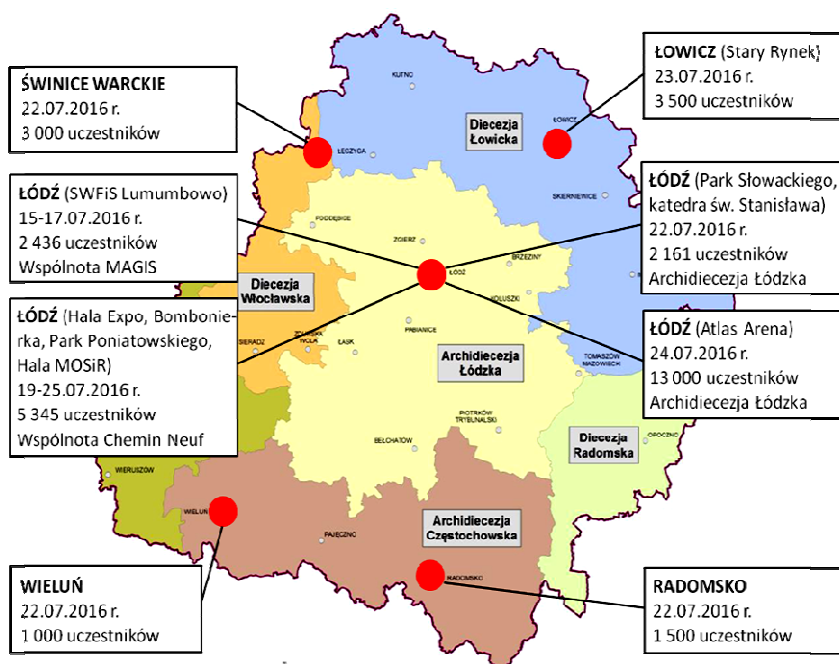 ŚWINICE WARCKIE
22.07.2016 r.
3 000 uczestników
ŁÓDŹ (SWFiS Lumumbowo)
15-17.07.2016 r.
2 436 uczestników
Wspólnota MAGIS
ŁÓDŹ (Hala Expo, Bombonie-
rka, Park Poniatowskiego,
Hala MOSiR)
19-25.07.2016 r.
5 345 uczestników
Wspólnota Chemin Neuf
WIELUŃ
22.07.2016 r.
1 000 uczestników
ŁOWICZ (Stary Rynek)
23.07.2016 r.
3 500 uczestników
ŁÓDŹ (Park Słowackiego,
katedra św. Stanisława)
22.07.2016 r.
2 161 uczestników
Archidiecezja Łódzka
ŁÓDŹ (Atlas Arena)
24.07.2016 r.
13 000 uczestników
Archidiecezja Łódzka
RADOMSKO
22.07.2016 r.
1 500 uczestników
KUTNO
Diecezja
Łowicka
ŁOWICZ
ŁĘCZYCA
SKIERNIEWICE
PODDĘBICE
ZGIERZ
ŁÓDŹ
BRZEZINY
KOLUSZKI
Diecezja
Włocławska
PABIANICE
SIERADZ
WOLA
ŁASK
Archidiecezja
Łódzka
TOMASZÓW
MAZOWIECKI
PIOTRKÓW
TRYBUNALSKI
BEŁCHATÓW
Diecezja
Radomska
OPOCZNO
WIERUSZÓW
WIELUŃ
PAJĘCZNO
Archidiecezja
Częstochowska
RADOMSKO